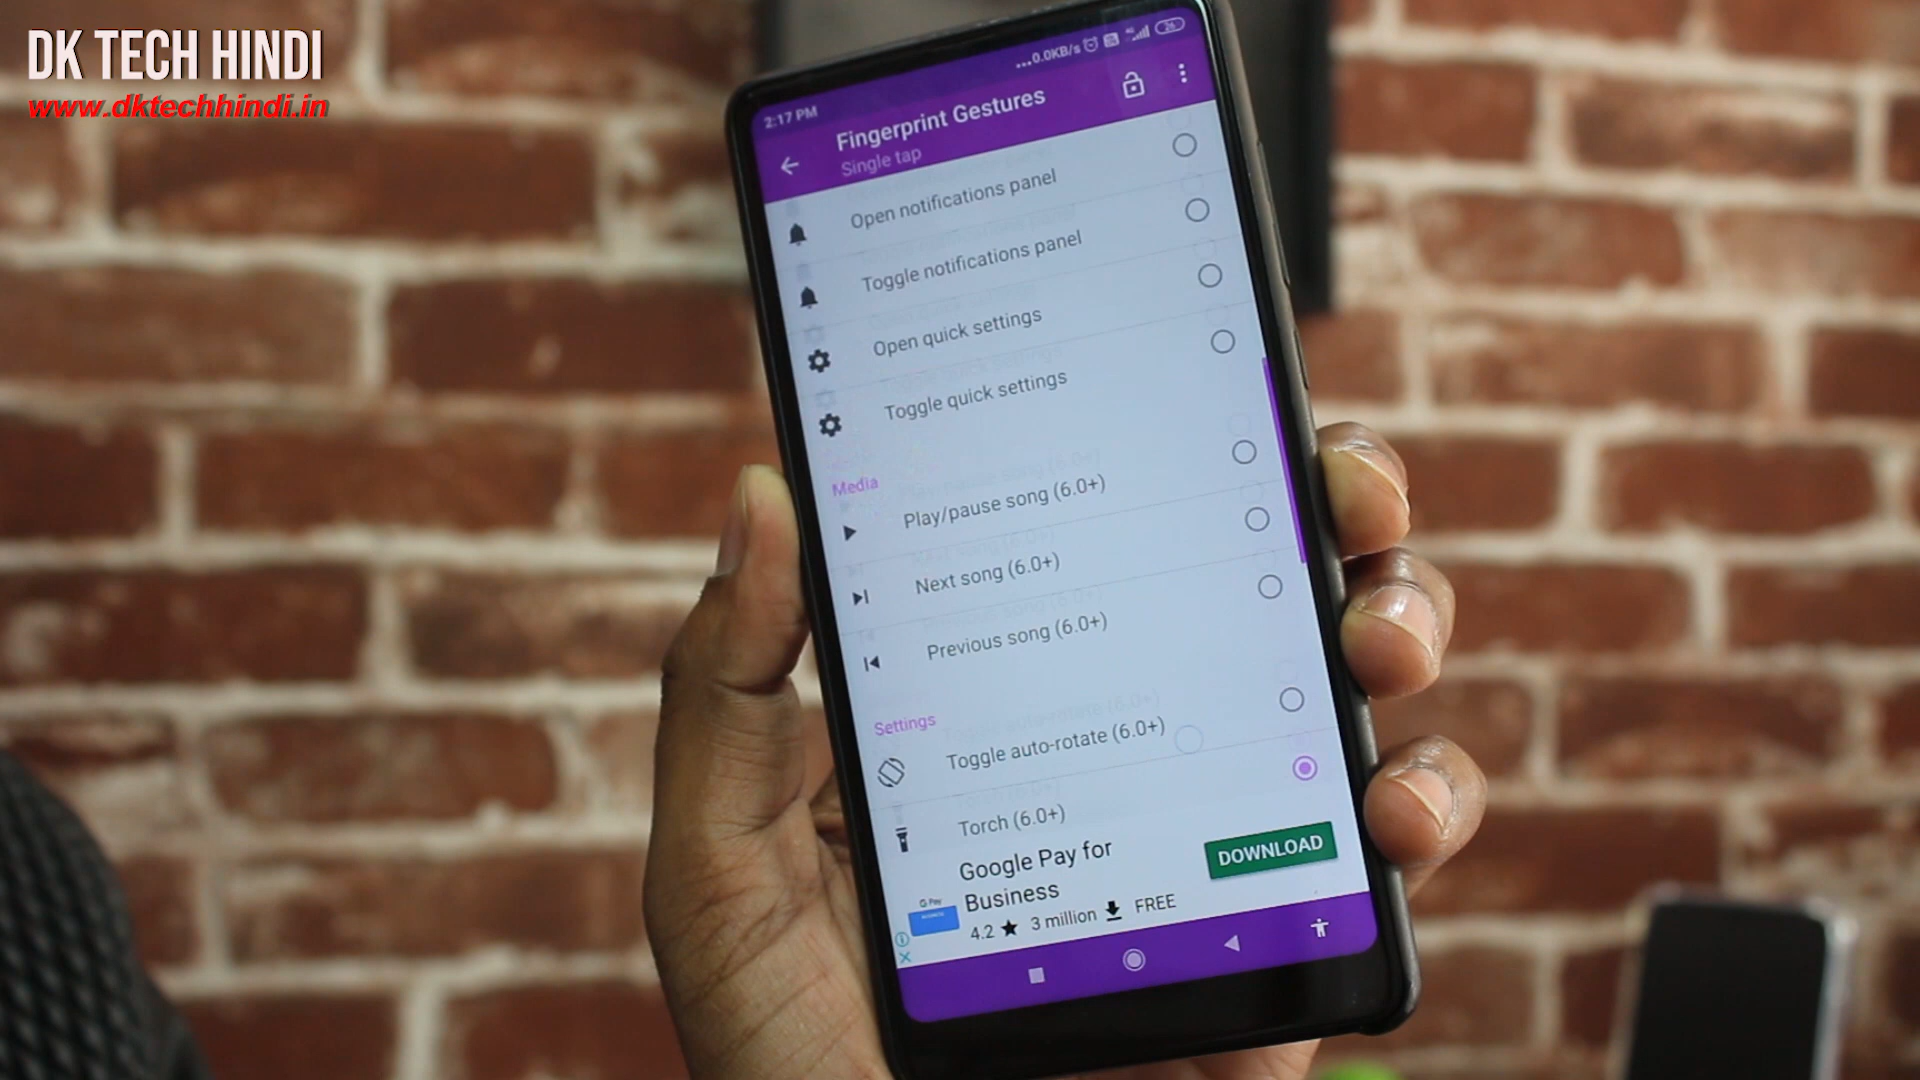 DK TECH HINDI
www.dktechhindi.in
...0.0KB/s
4G
26
2:17 PM
Fingerprint Gestures
Single tap
Open notifications panel
Toggle notifications panel
Open quick settings
Toggle quick settings
Media
Play/pause song (6.0+)
Next song (6.0+)
Previous song (6.0+)
Settings
Toggle auto-rotate (6.0+)
Torch (6.0+)
Google Pay for
Business
DOWNLOAD
G Pay
4.2 ★ 3 million FREE